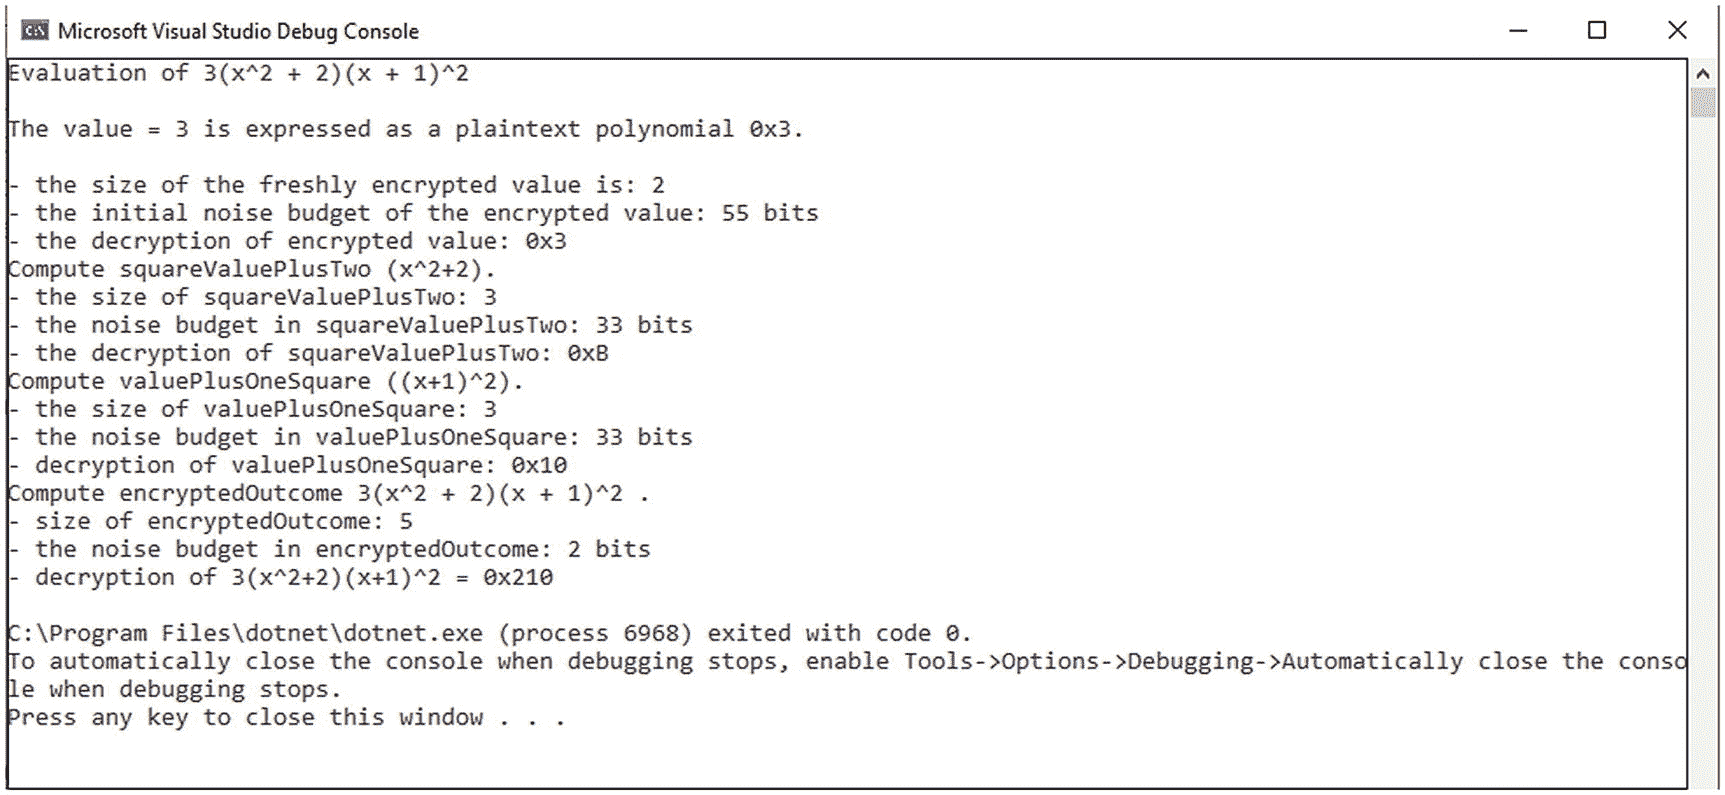 Microsoft Visual Studio Debug Console
Evaluation of 3(x^2 + 2)(x + 1)^2
The value = 3 is expressed as a plaintext polynomial 0x3.
- the size of the freshly encrypted value is: 2
- the initial noise budget of the encrypted value: 55 bits
- the decryption of encrypted value: 0x3
Compute squareValuePlusTwo (x^2+2).
- the size of squareValuePlusTwo: 3
- the noise budget in squareValuePlusTwo: 33 bits
- the decryption of squareValuePlusTwo: 0xB
Compute valuePlusOneSquare ((x+1)^2).
- the size of valuePlusOneSquare: 3
- the noise budget in valuePlusOneSquare: 33 bits
- decryption of valuePlusOneSquare: 0x10
Compute encryptedOutcome 3(x^2 + 2)(x + 1)^2 .
- size of encryptedOutcome: 5
- the noise budget in encryptedOutcome: 2 bits
- decryption of 3(x^2+2)(x+1)^2 = 0x210
C:\Program Files\dotnet\dotnet.exe (process 6968) exited with code 0.
To automatically close the console when debugging stops, enable Tools->Options->Debugging->Automatically close the conso
le when debugging stops.
Press any key to close this window . . .